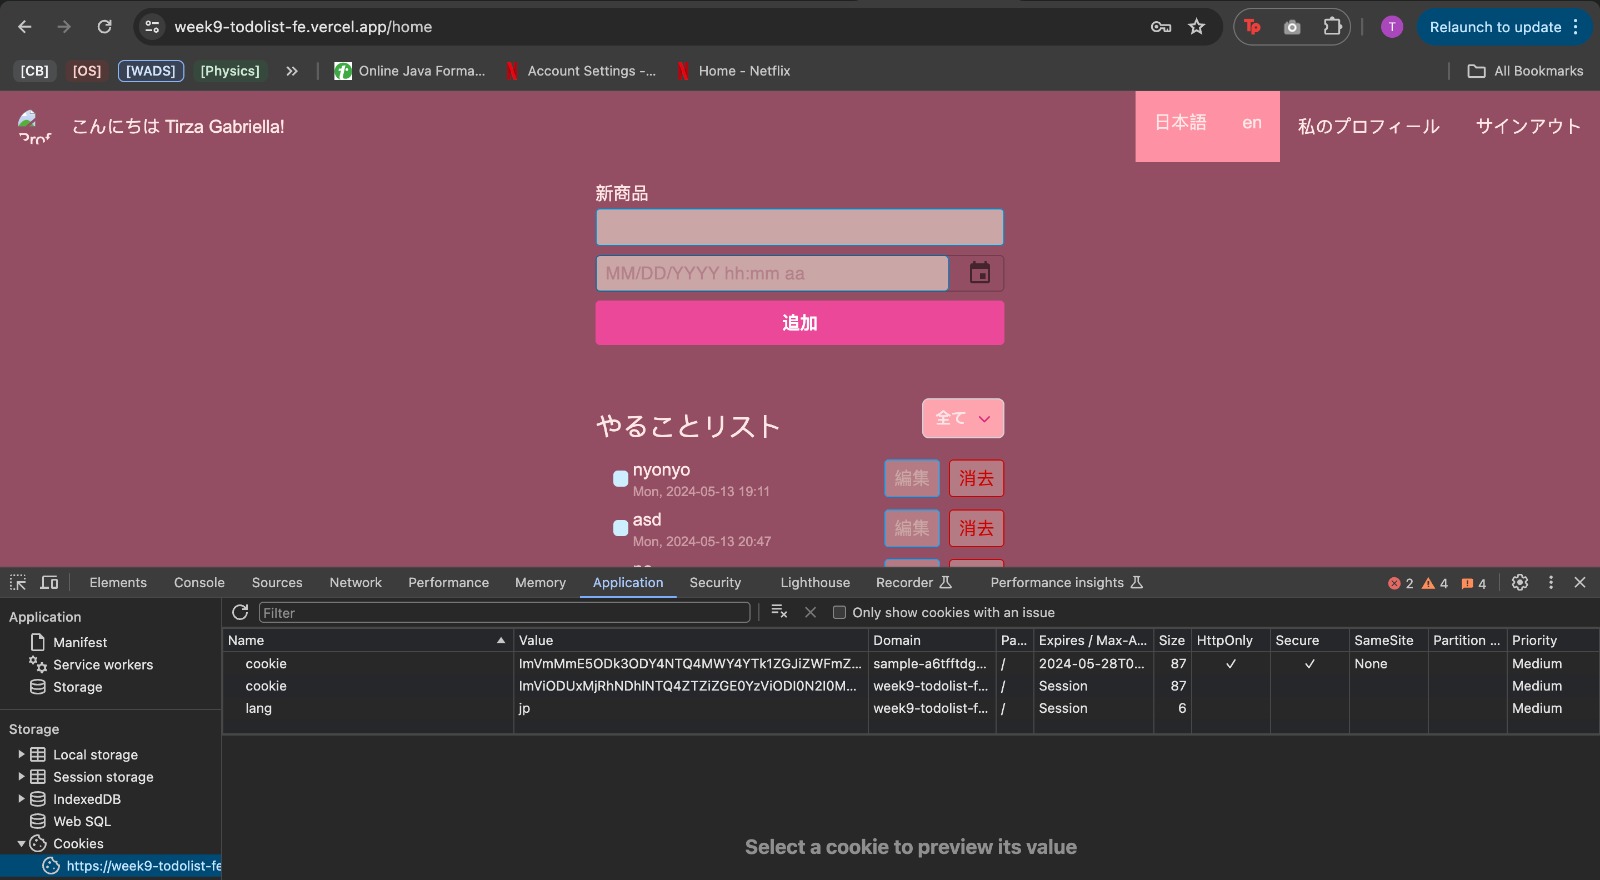 week9-todolist-fe.vercel.app/home
Tp
T
Relaunch to update
[CB] [OS] [WADS] [Physics] » Online Java Forma... Account Settings -... Home - Netflix All Bookmarks
こんにちは Tirza Gabriella!
日本語 en 私のプロフィール サインアウト
新商品
MM/DD/YYYY hh:mm aa
追加
やることリスト 全て
nyonyo
Mon, 2024-05-13 19:11
編集 消去
asd
Mon, 2024-05-13 20:47
編集 消去
Elements Console Sources Network Performance Memory Application Security Lighthouse Recorder Performance insights 2 4 4
Application
Manifest
Service workers
Storage
Storage
Local storage
Session storage
IndexedDB
Web SQL
Cookies
https://week9-todolist-fe
Filter Only show cookies with an issue
Name Value Domain Pa... Expires / Max-A... Size HttpOnly Secure SameSite Partition ... Priority
cookie ImVmMmE5ODk3ODY4NTQ4MWY4YTk1ZGJiZWFmZ... sample-a6tfftdg... / 2024-05-28T0... 87 ✓ ✓ None Medium
cookie ImViODUxMjRhNDhlNTQ4ZTZiZGE0YzViODI0N2I0M... week9-todolist-f... / Session 87 Medium
lang jp week9-todolist-f... / Session 6 Medium
Select a cookie to preview its value